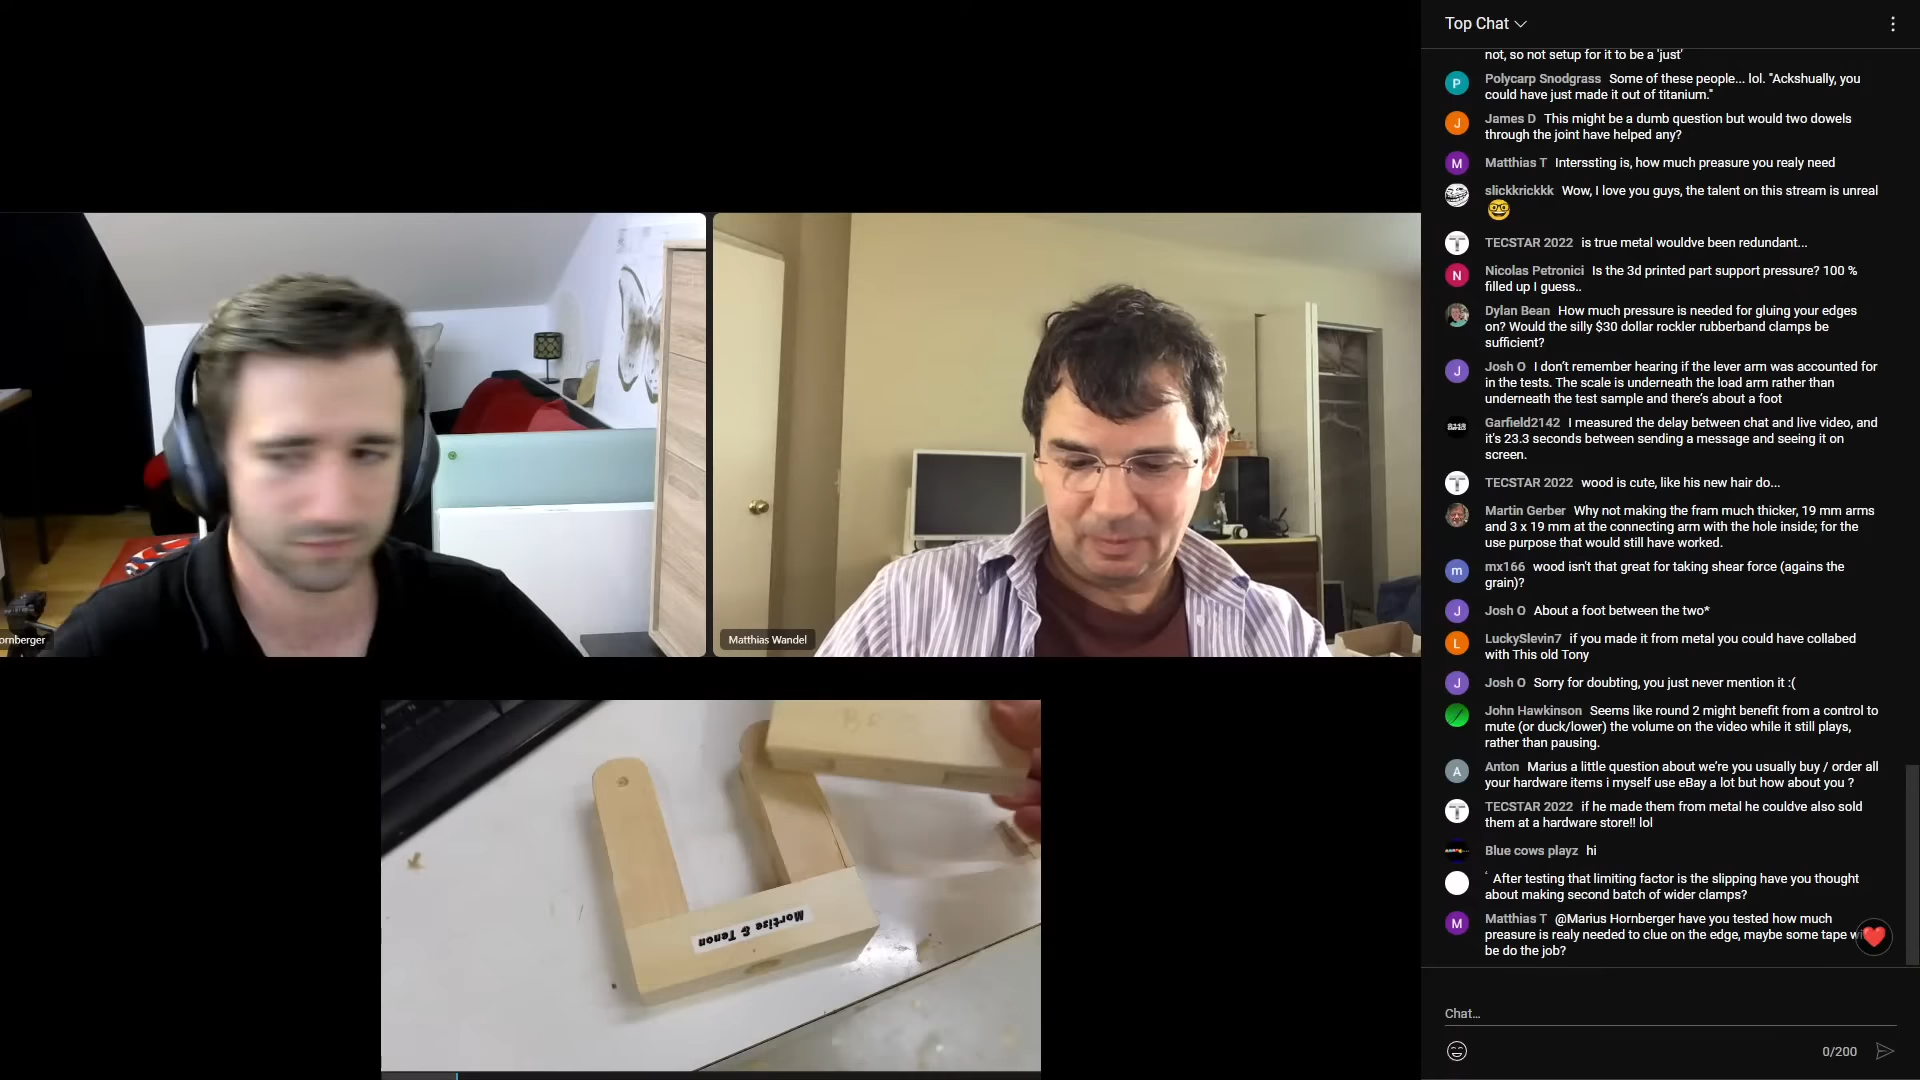 Top Chat
not, so not setup for it to be a 'just'
Polycarp Snodgrass Some of these people... lol. "Ackshually, you
could have just made it out of titanium."
James D This might be a dumb question but would two dowels
through the joint have helped any?
Matthias T Interssting is, how much preasure you realy need
slickkrickkk Wow, I love you guys, the talent on this stream is unreal
TECSTAR 2022 is true metal wouldve been redundant...
Nicolas Petronici Is the 3d printed part support pressure? 100 %
filled up I guess..
Dylan Bean How much pressure is needed for gluing your edges
on? Would the silly $30 dollar rockler rubberband clamps be
sufficient?
Josh O I don't remember hearing if the lever arm was accounted for
in the tests. The scale is underneath the load arm rather than
underneath the test sample and there's about a foot
Garfield2142 I measured the delay between chat and live video, and
it's 23.3 seconds between sending a message and seeing it on
screen.
TECSTAR 2022 wood is cute, like his new hair do...
Martin Gerber Why not making the fram much thicker, 19 mm arms
and 3 x 19 mm at the connecting arm with the hole inside; for the
use purpose that would still have worked.
mx166 wood isn't that great for taking shear force (agains the
grain)?
Josh O About a foot between the two*
LuckySlevin7 if you made it from metal you could have collabed
with This old Tony
Josh O Sorry for doubting, you just never mention it :(
John Hawkinson Seems like round 2 might benefit from a control to
mute (or duck/lower) the volume on the video while it still plays,
rather than pausing.
Anton Marius a little question about we're you usually buy / order all
your hardware items i myself use eBay a lot but how about you ?
TECSTAR 2022 if he made them from metal he couldve also sold
them at a hardware store!! lol
Blue cows playz hi
After testing that limiting factor is the slipping have you thought
about making second batch of wider clamps?
Matthias T @Marius Hornberger have you tested how much
preasure is realy needed to clue on the edge, maybe some tape w
be do the job?
Chat...
0/200
ornberger
Matthias Wandel
Mortise & Tenon